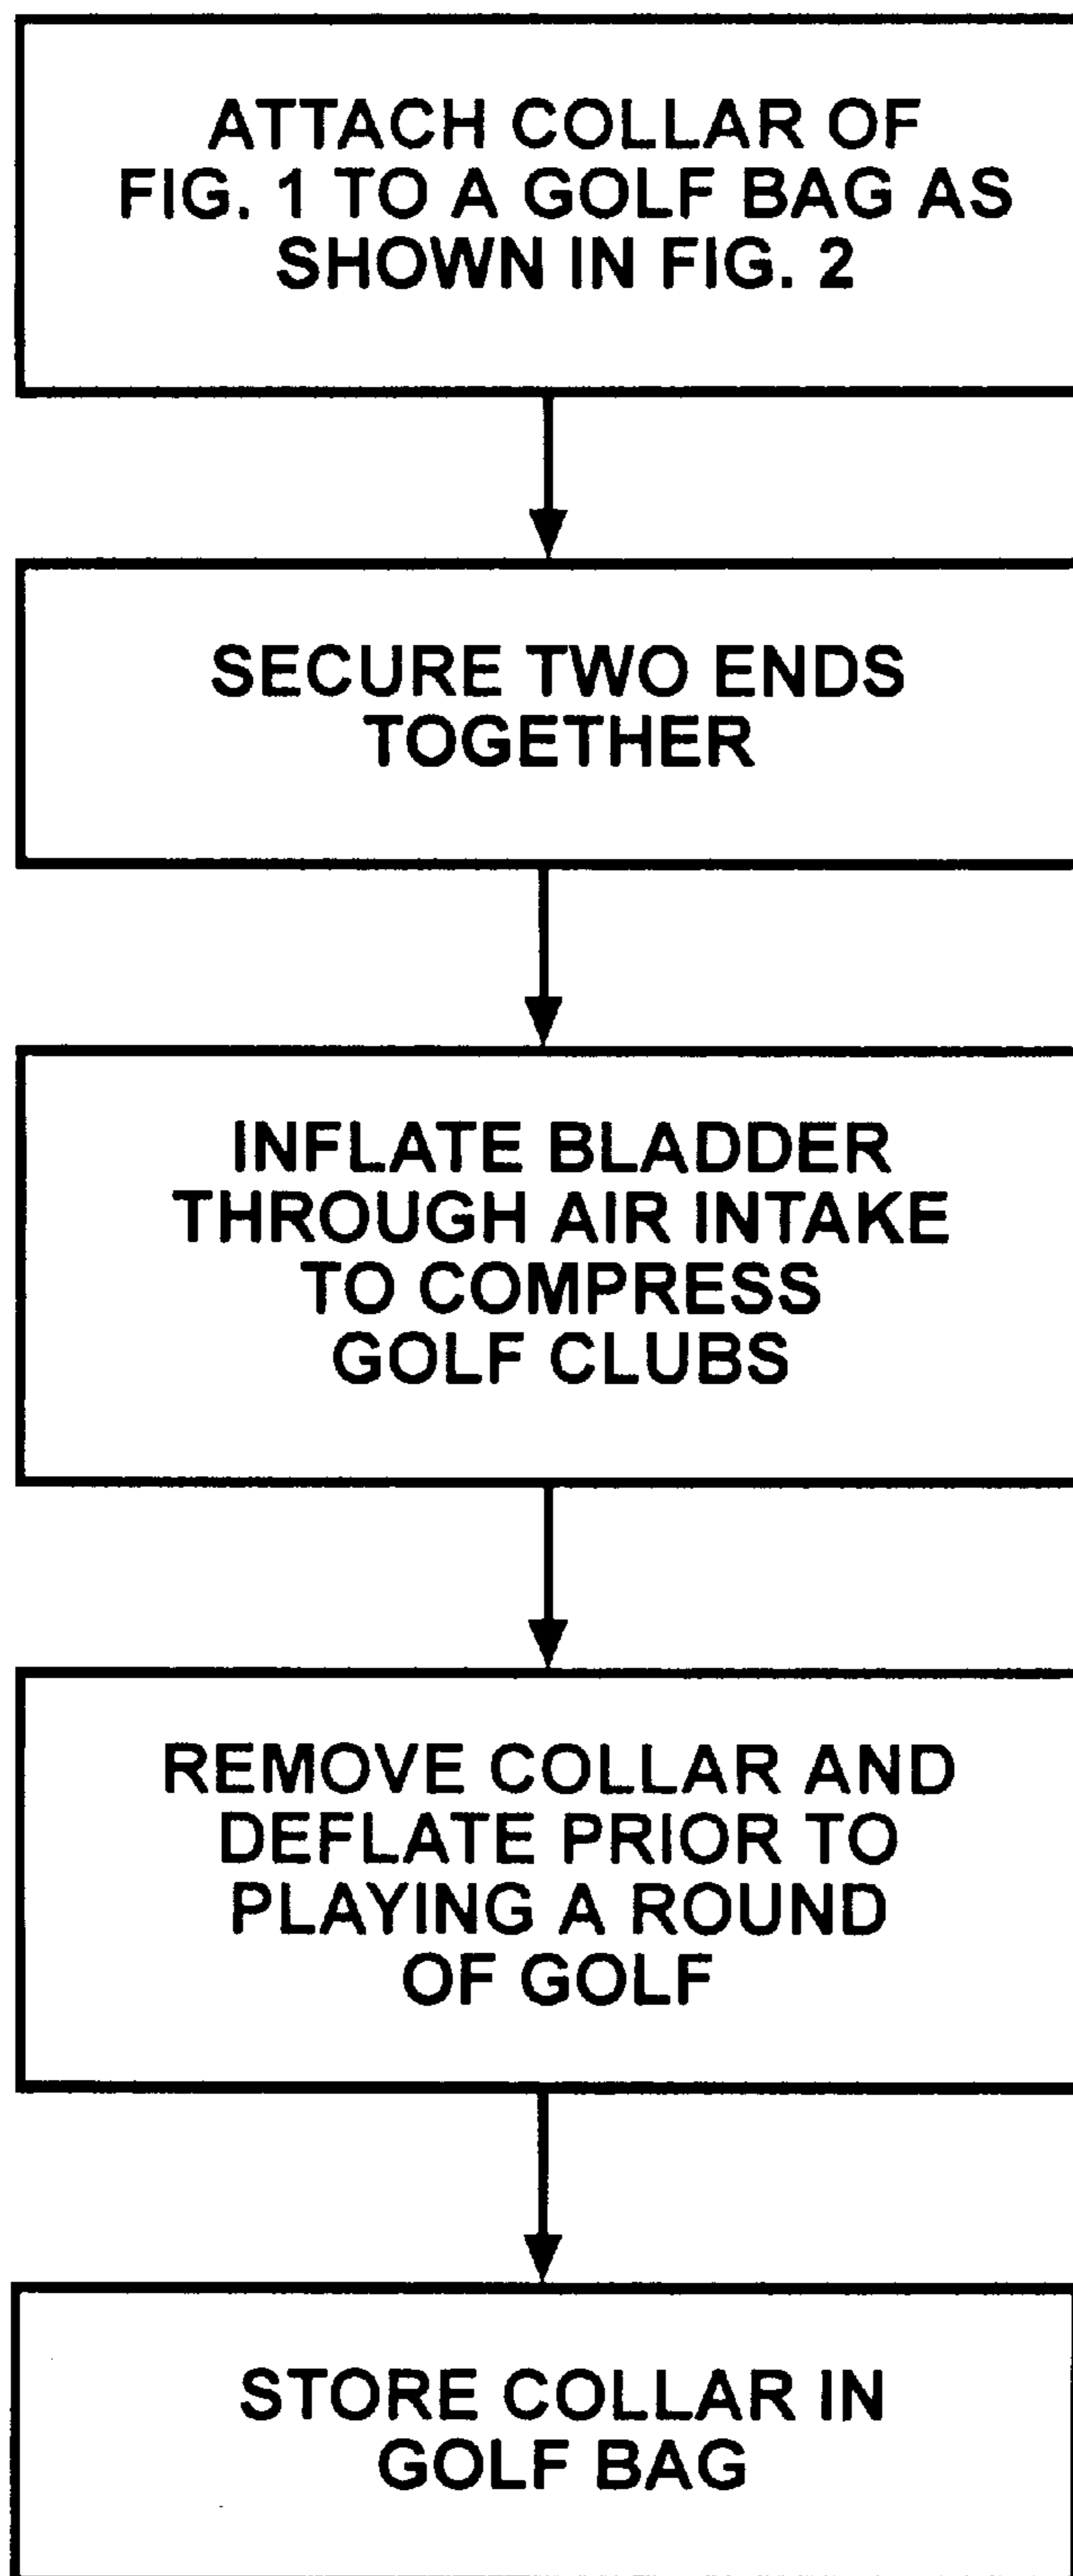 ATTACH COLLAR OF
FIG. 1 TO A GOLF BAG AS
SHOWN IN FIG. 2
SECURE TWO ENDS
TOGETHER
INFLATE BLADDER
THROUGH AIR INTAKE
TO COMPRESS
GOLF CLUBS
REMOVE COLLAR AND
DEFLATE PRIOR TO
PLAYING A ROUND
OF GOLF
STORE COLLAR IN
GOLF BAG